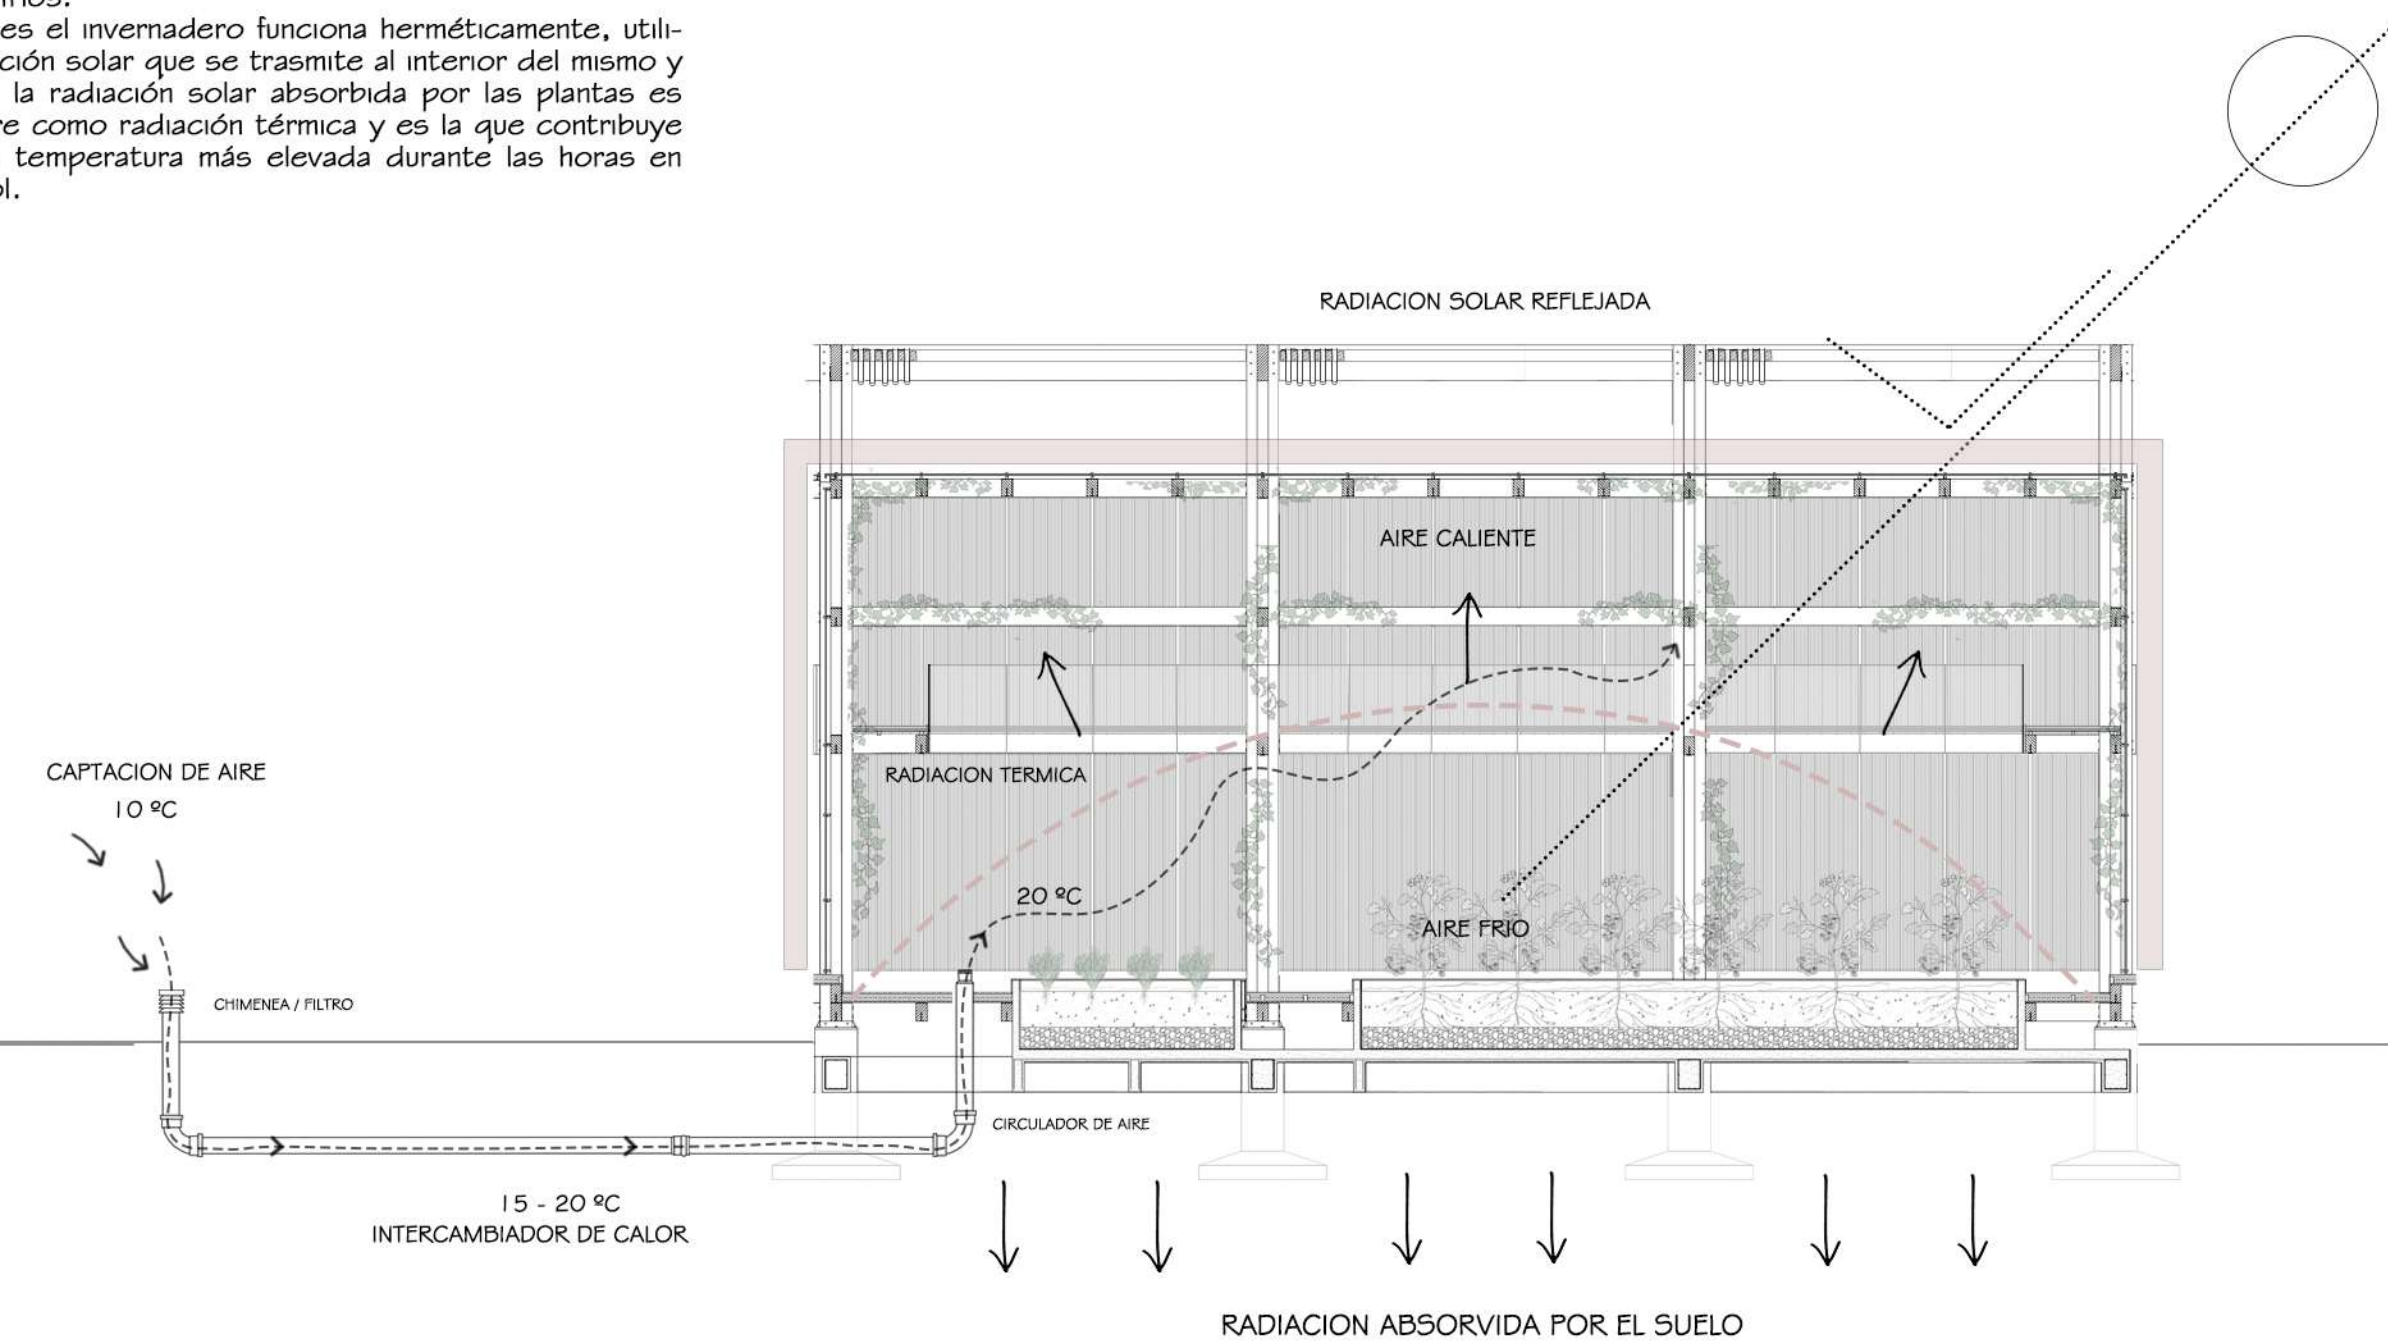 es el invernadero funciona herméticamente, utili-
ción solar que se trasmite al interior del mismo y
la radiación solar absorbida por las plantas es
re como radiación térmica y es la que contribuye
temperatura más elevada durante las horas en
ol.
RADIACION SOLAR REFLEJADA
AIRE CALIENTE
RADIACION TERMICA
CAPTACION DE AIRE
10 ºC
20 ºC
AIRE FRIO
CHIMENEA / FILTRO
CIRCULADOR DE AIRE
15 - 20 ºC
INTERCAMBIADOR DE CALOR
RADIACION ABSORVIDA POR EL SUELO